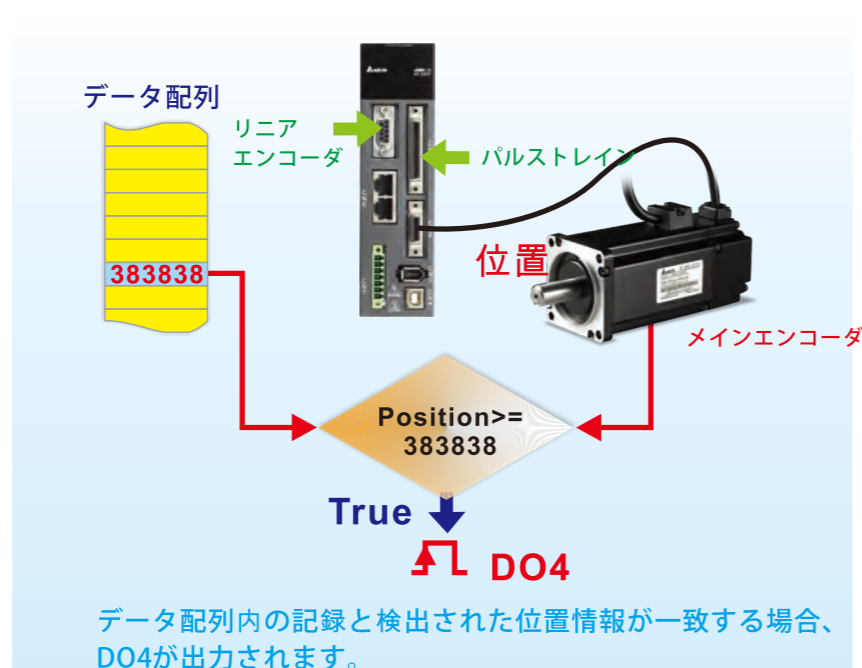 データ配列
リニア
エンコーダ
パルストレイン
383838
位置
メインエンコーダ
Position>=
383838
True
DO4
データ配列内の記録と検出された位置情報が一致する場合、
DO4が出力されます。